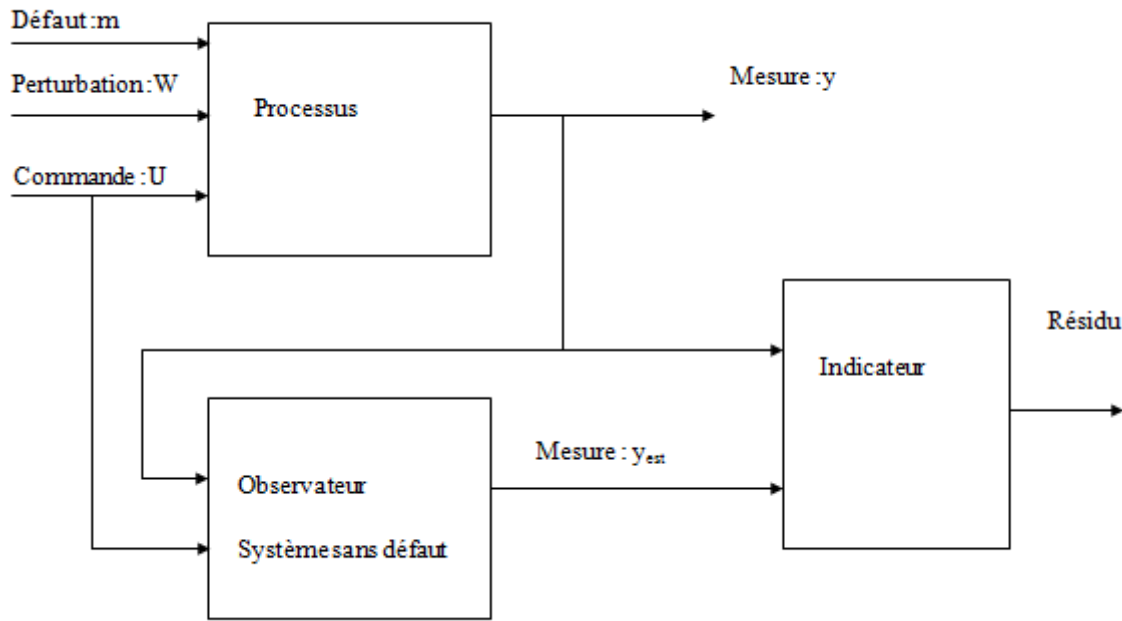 Défaut :m
Perturbation : W
Commande : U
Processus
Mesure : y
Indicateur
Résidu
Mesure : yest
Observateur
Système sans défaut